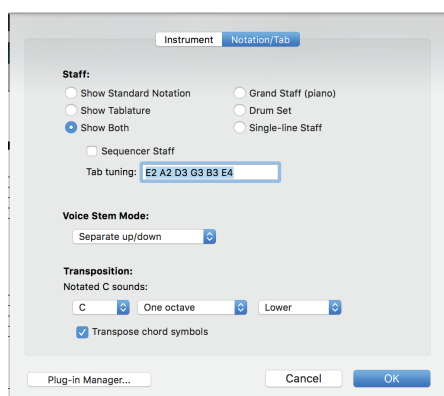 Instrument Notation/Tab
Staff:
Show Standard Notation Grand Staff (piano)
Show Tablature Drum Set
Show Both Single-line Staff
Sequencer Staff
Tab tuning: E2 A2 D3 G3 B3 E4
Voice Stem Mode:
Separate up/down
Transposition:
Notated C sounds:
C One octave Lower
Transpose chord symbols
Plug-in Manager... Cancel OK